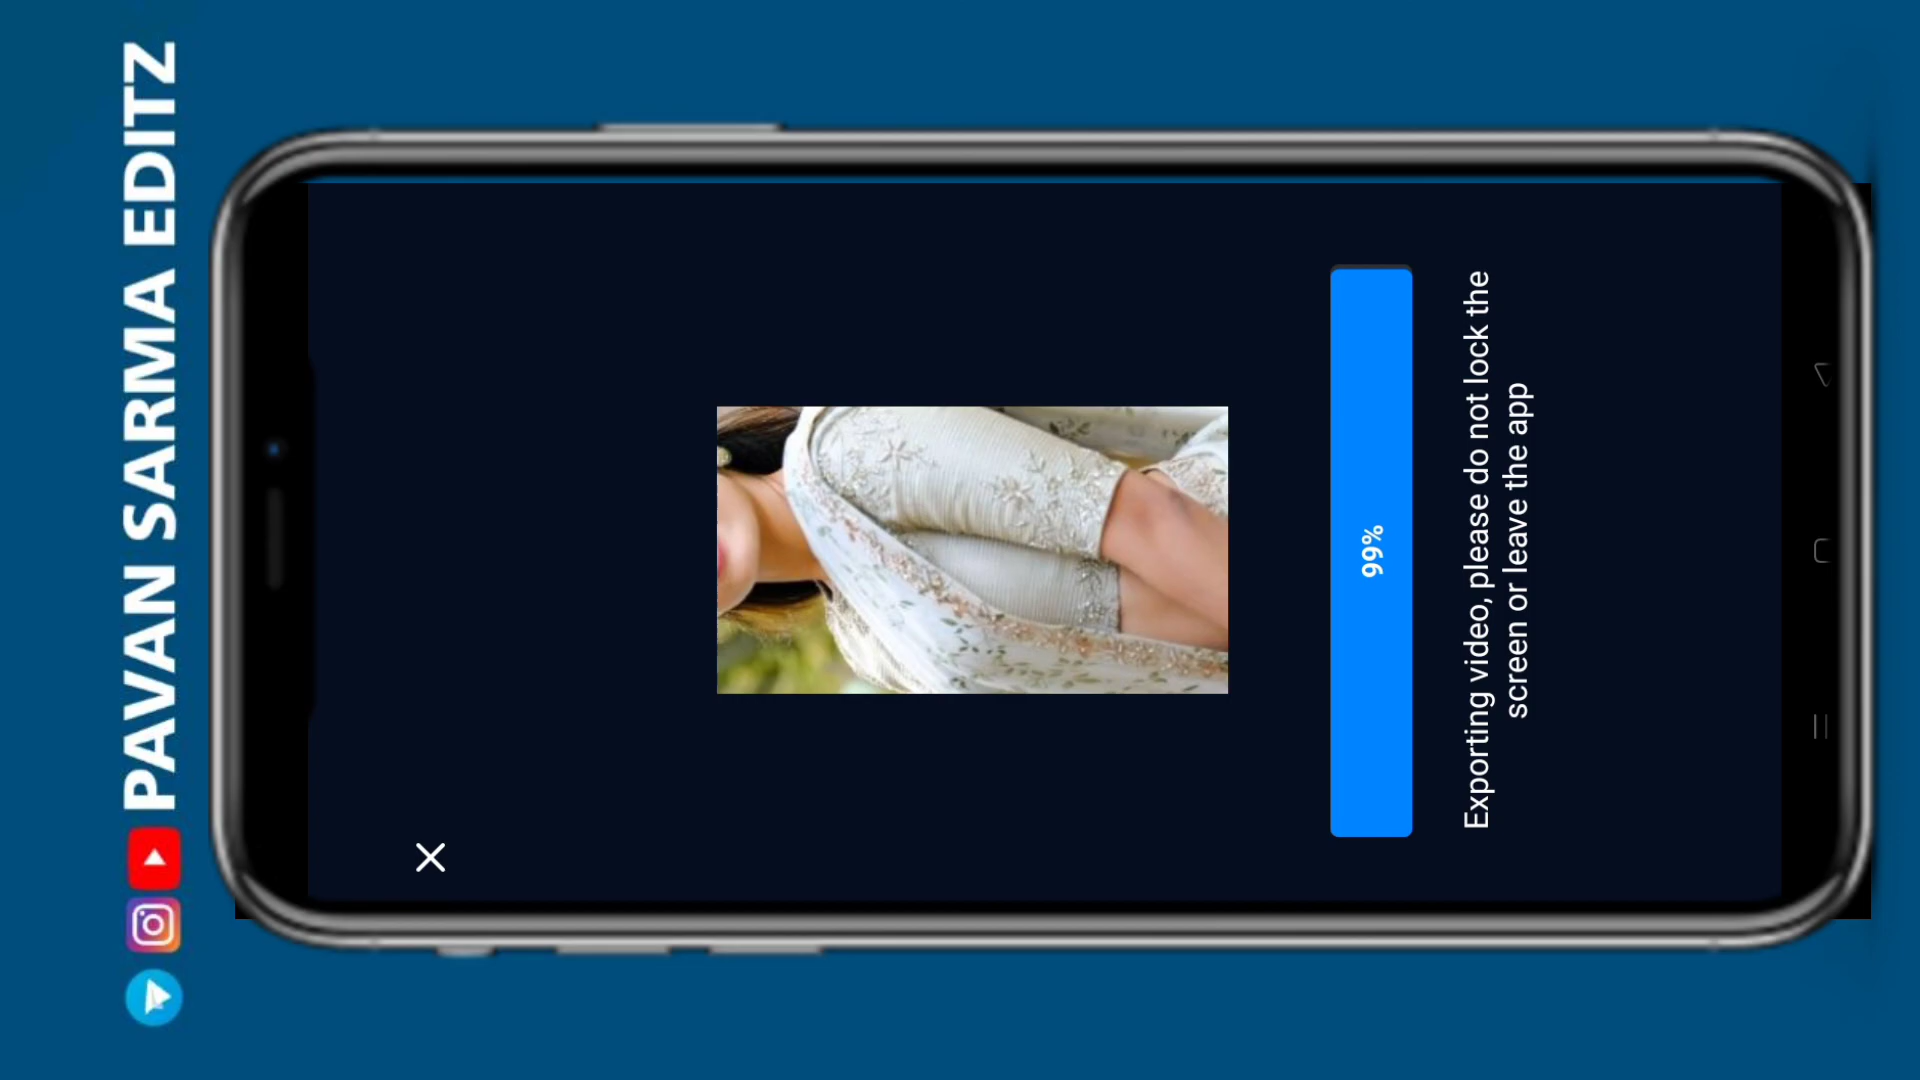 PAVAN SARMA EDITZ
99%
Exporting video, please do not lock the
screen or leave the app